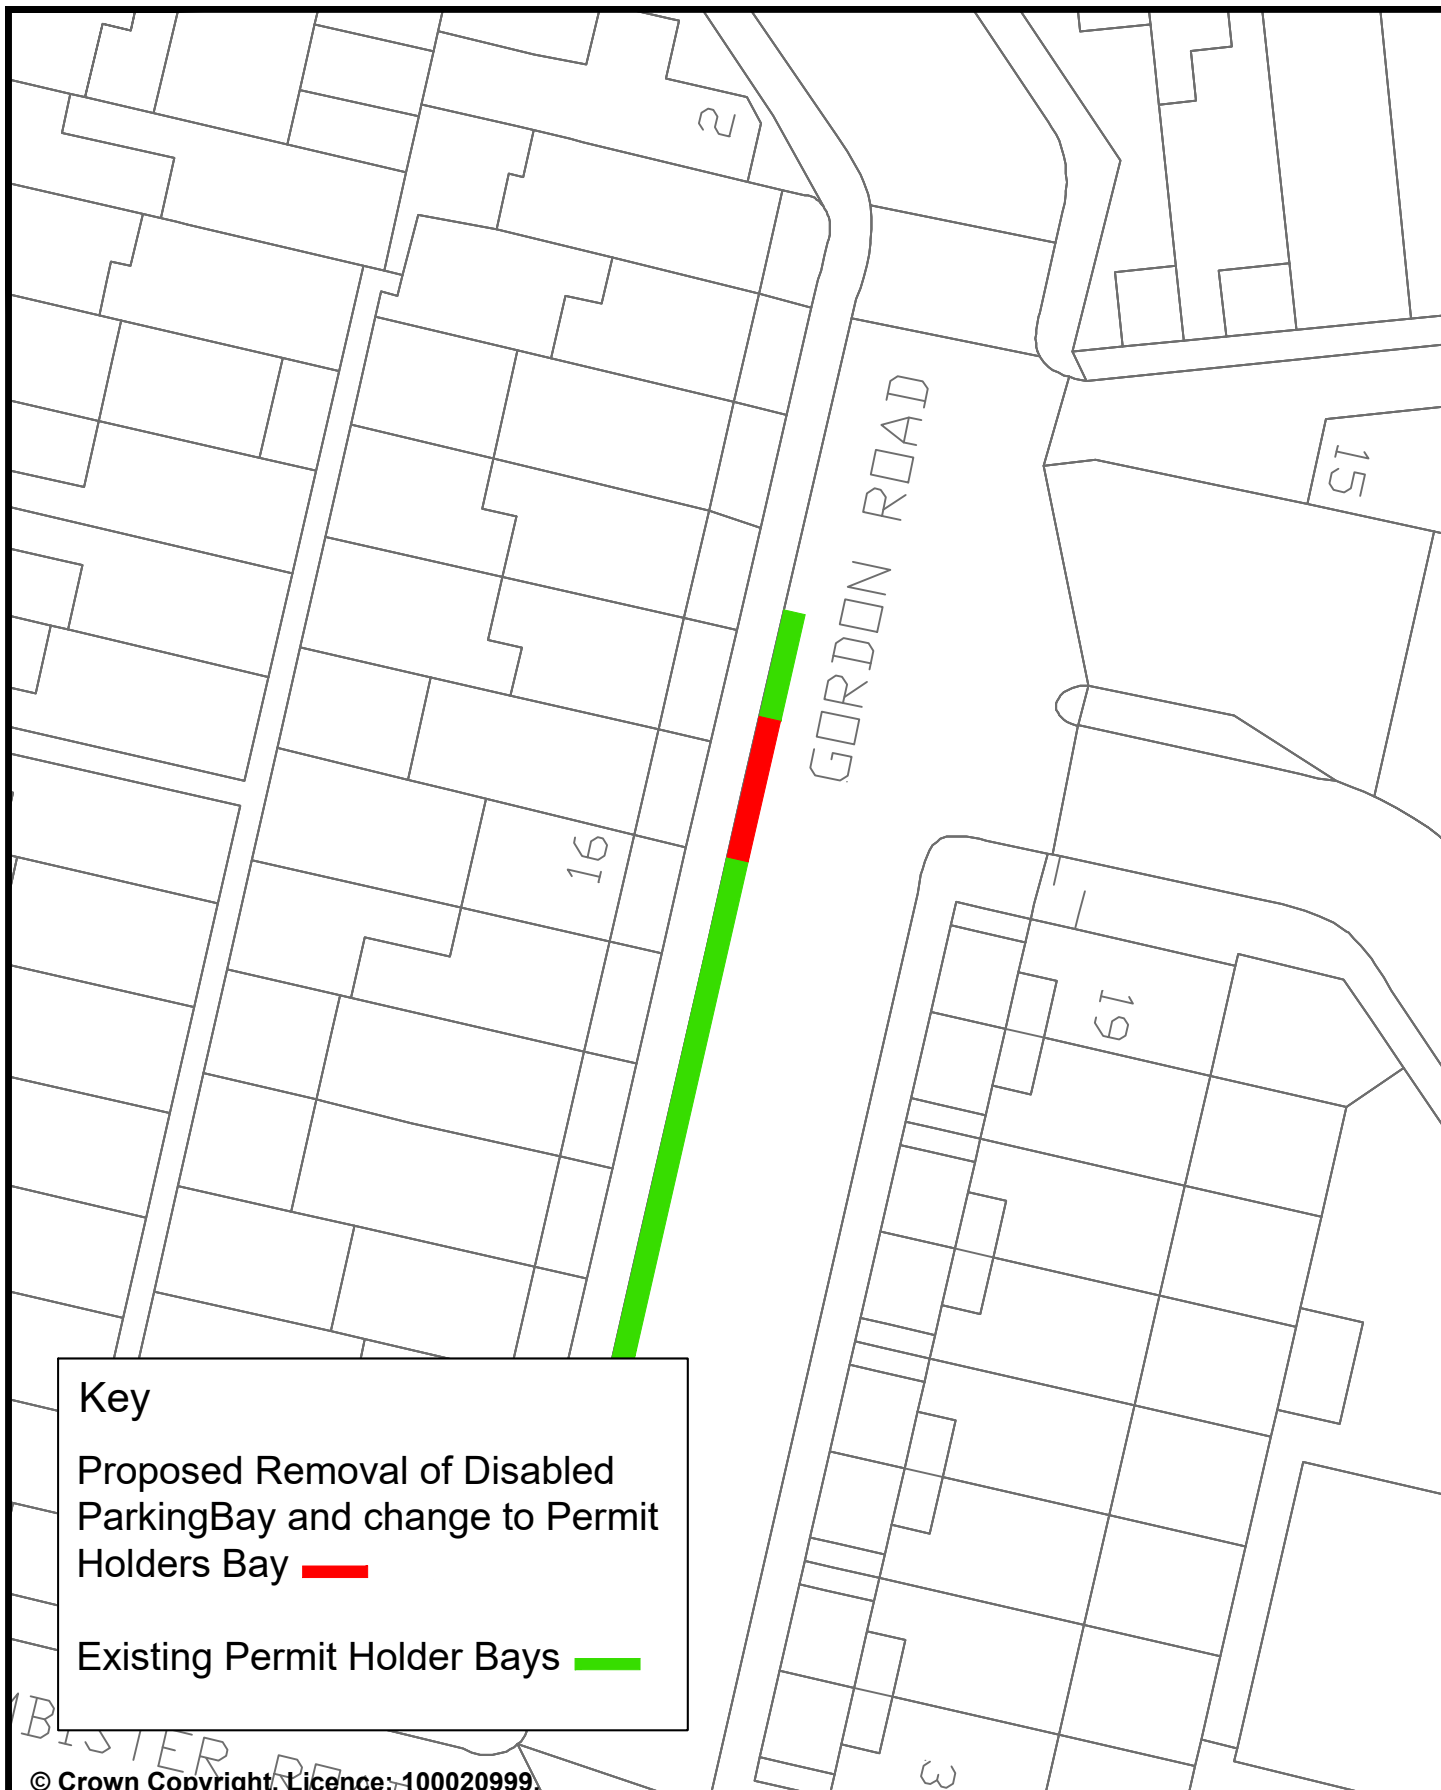 2
GORDON ROAD
15
16
19
Key
Proposed Removal of Disabled
ParkingBay and change to Permit
Holders Bay
Existing Permit Holder Bays
3
© Crown Copyright. Licence: 100020999.